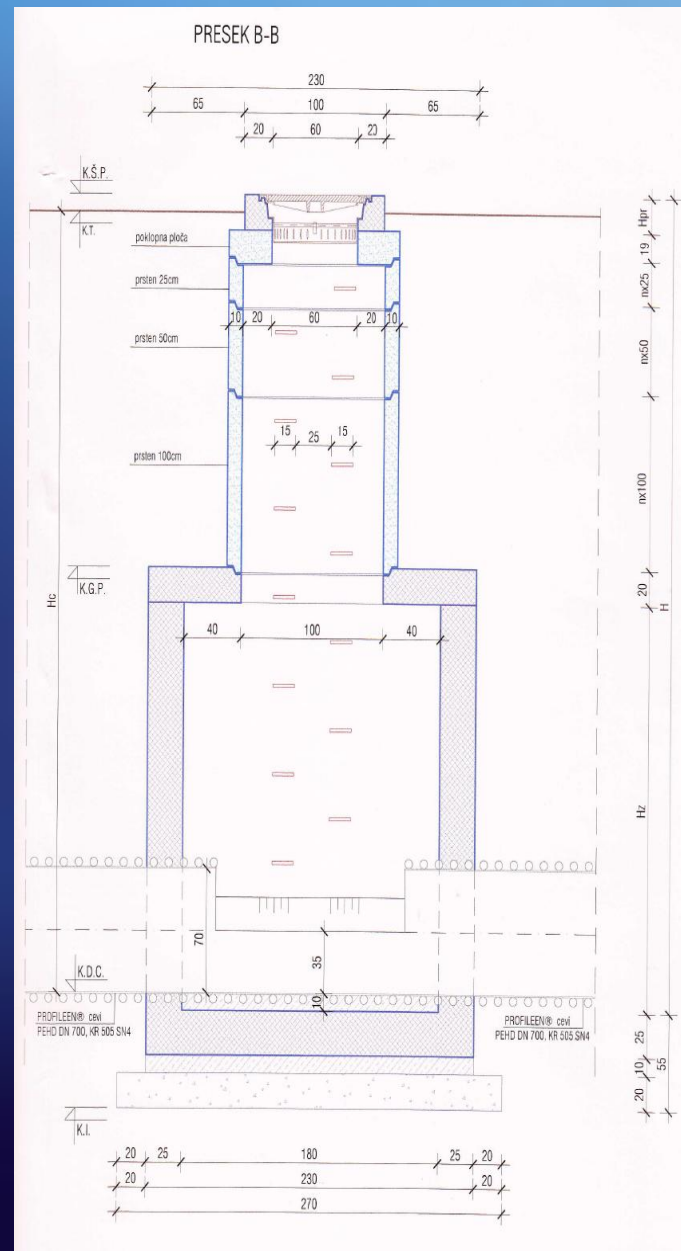 PRESEK B-B
230
65 100 65
20 60 20
K.Š.P.
K.T.
Hpr
poklopna ploča
19
prsten 25cm
nx25
10 20 60 20 10
prsten 50cm
nx50
15 25 15
prsten 100cm
nx100
K.G.P.
20
Hc
H
40 100 40
Hz
70
35
K.D.C.
10
PROFILEEN® cevi
PEHD DN 700, KR 505 SN4
PROFILEEN® cevi
PEHD DN 700, KR 505 SN4
25
10
55
20
K.I.
20 25 180 25 20
20 230 20
270